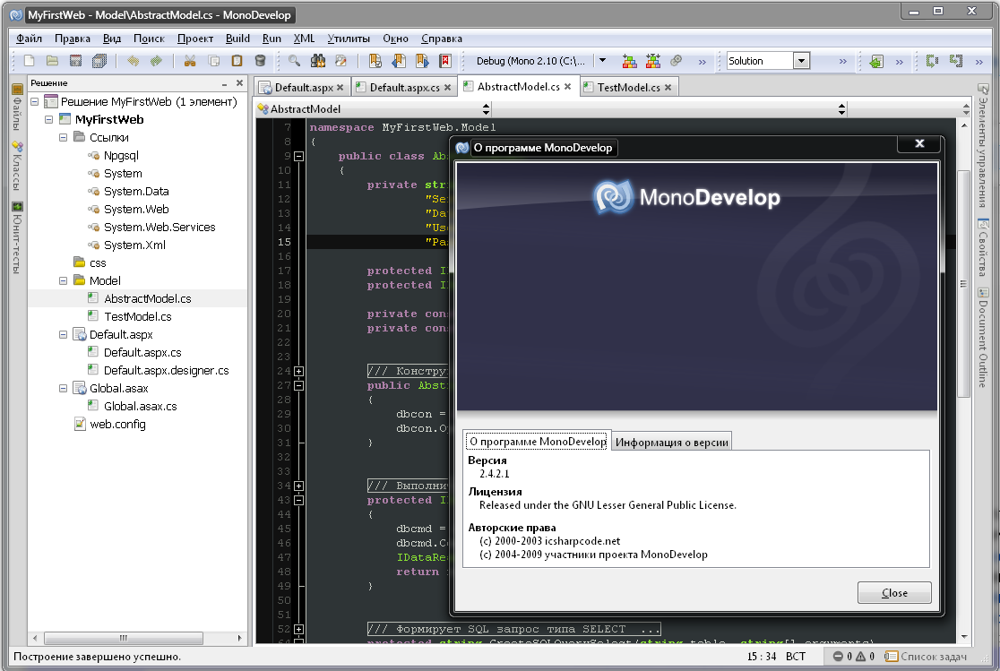 MyFirstWeb - Model\AbstractModel.cs - MonoDevelop
Файл Правка Вид Поиск Проект Build Run XML Утилиты Окно Справка
Debug (Mono 2.10 (C:\...
Solution
Решение
Файлы
Классы
Юнит-тесты
Решение MyFirstWeb (1 элемент)
MyFirstWeb
Ссылки
Npgsql
System
System.Data
System.Web
System.Web.Services
System.Xml
css
Model
AbstractModel.cs
TestModel.cs
Default.aspx
Default.aspx.cs
Default.aspx.designer.cs
Global.asax
Global.asax.cs
web.config
Default.aspx Default.aspx.cs AbstractModel.cs TestModel.cs
AbstractModel
7 namespace MyFirstWeb.Model
8 {
9 public class Abs
10 {
11 private stri
12 "Se
13 "Da
14 "Us
15 "Pa
16
17 protected I
18 protected I
19
20 private cons
21 private cons
22
23
24 /// Констру
27 public Abst
28 {
29 dbcon =
30 dbcon.O
31 }
32
33
34 /// Выполни
43 protected I
44 {
45 dbcmd =
46 dbcmd.C
47 IDataRea
48 return
49 }
50
51
52 /// Формирует SQL запрос типа SELECT ...
64 protected string CreateSQLQuerySelect(string table, string[] arguments)
О программе MonoDevelop
MonoDevelop
О программе MonoDevelop Информация о версии
Версия
2.4.2.1
Лицензия
Released under the GNU Lesser General Public License.
Авторские права
(c) 2000-2003 icsharpcode.net
(c) 2004-2009 участники проекта MonoDevelop
Close
Элементы управления
Свойства
Document Outline
Построение завершено успешно.
15 : 34 ВСТ 0 0 Список задач